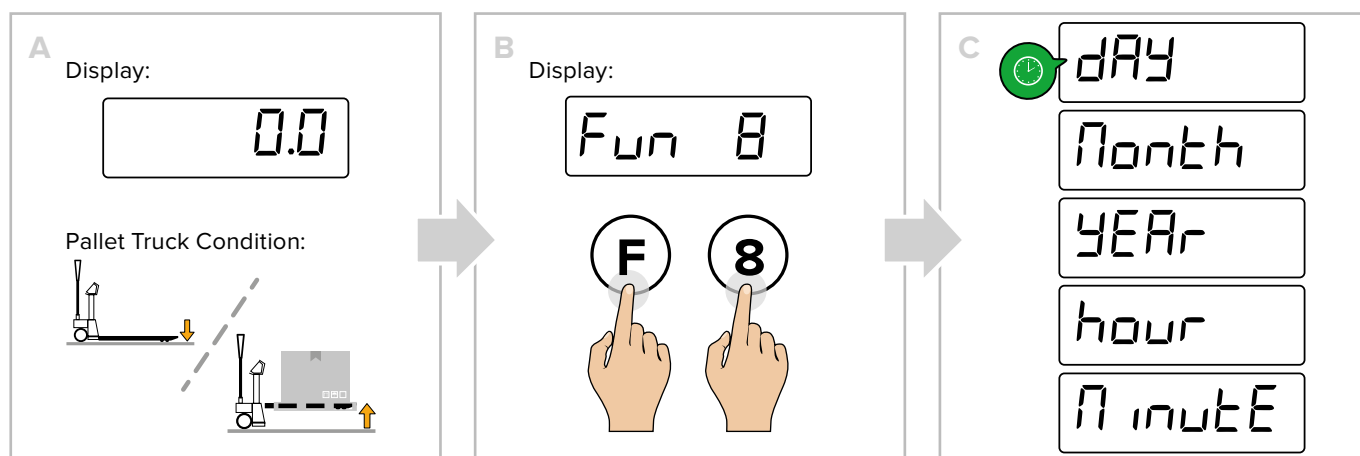 A
Display:
0.0
Pallet Truck Condition:
B
Display:
Fun 8
F 8
C
dAY
Month
YEAr
hour
MinutE